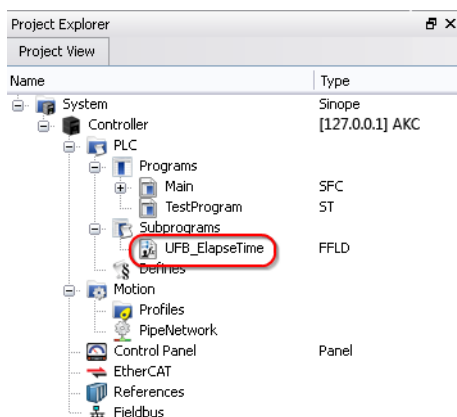 Project Explorer
Project View
Name Type
System Sinope
Controller [127.0.0.1] AKC
PLC
Programs
Main SFC
TestProgram ST
Subprograms
UFB_ElapseTime FFLD
Defines
Motion
Profiles
PipeNetwork
Control Panel Panel
EtherCAT
References
Fieldbus